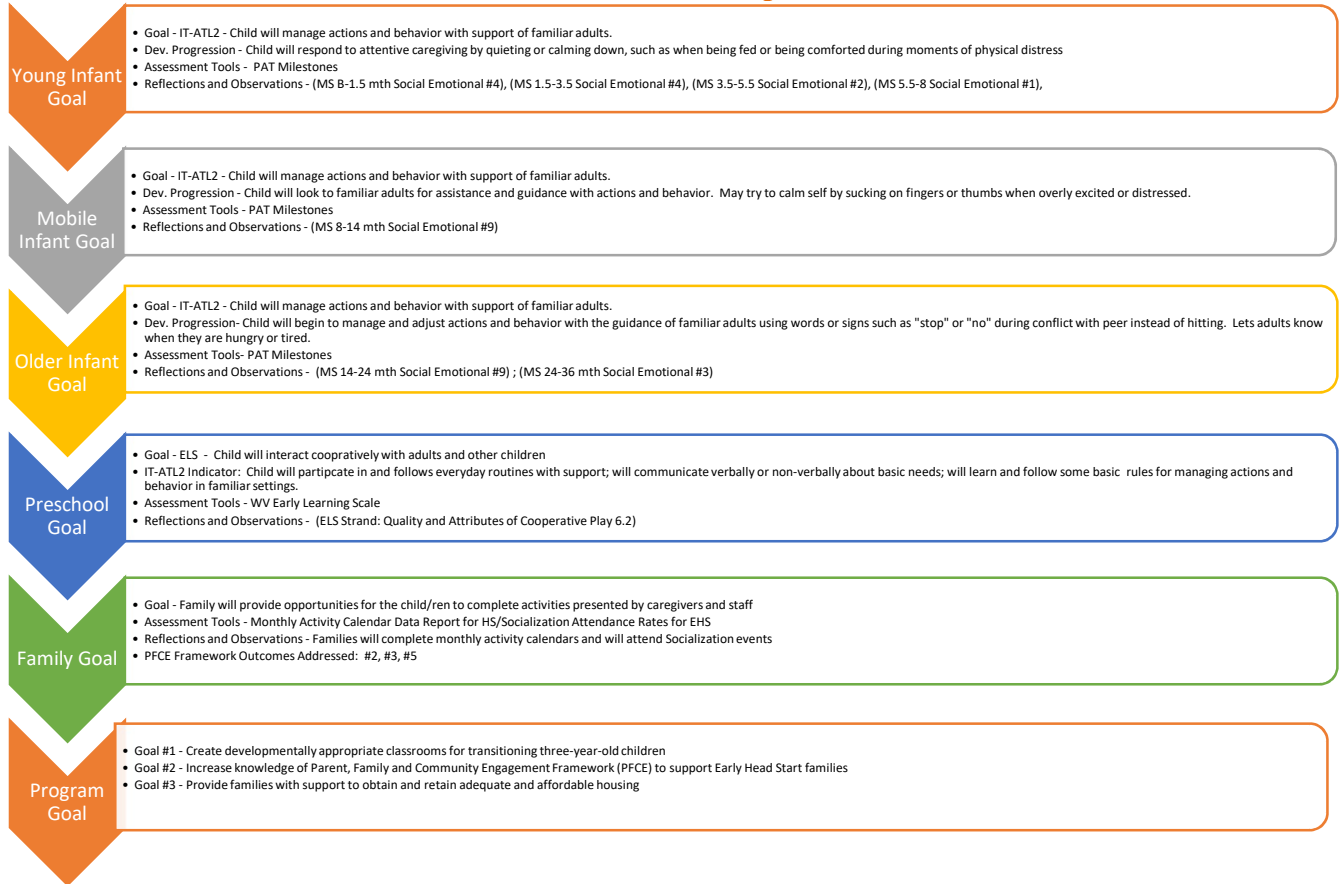 Young Infant
Goal
• Goal - IT-ATL2 - Child will manage actions and behavior with support of familiar adults.
• Dev. Progression - Child will respond to attentive caregiving by quieting or calming down, such as when being fed or being comforted during moments of physical distress
• Assessment Tools - PAT Milestones
• Reflections and Observations - (MS B-1.5 mth Social Emotional #4), (MS 1.5-3.5 Social Emotional #4), (MS 3.5-5.5 Social Emotional #2), (MS 5.5-8 Social Emotional #1),
Mobile
Infant Goal
• Goal - IT-ATL2 - Child will manage actions and behavior with support of familiar adults.
• Dev. Progression - Child will look to familiar adults for assistance and guidance with actions and behavior. May try to calm self by sucking on fingers or thumbs when overly excited or distressed.
• Assessment Tools - PAT Milestones
• Reflections and Observations - (MS 8-14 mth Social Emotional #9)
Older Infant
Goal
• Goal - IT-ATL2 - Child will manage actions and behavior with support of familiar adults.
• Dev. Progression- Child will begin to manage and adjust actions and behavior with the guidance of familiar adults using words or signs such as "stop" or "no" during conflict with peer instead of hitting. Lets adults know
when they are hungry or tired.
• Assessment Tools- PAT Milestones
• Reflections and Observations - (MS 14-24 mth Social Emotional #9) ; (MS 24-36 mth Social Emotional #3)
Preschool
Goal
• Goal - ELS - Child will interact coopratively with adults and other children
• IT-ATL2 Indicator: Child will partipcate in and follows everyday routines with support; will communicate verbally or non-verbally about basic needs; will learn and follow some basic rules for managing actions and
behavior in familiar settings.
• Assessment Tools - WV Early Learning Scale
• Reflections and Observations - (ELS Strand: Quality and Attributes of Cooperative Play 6.2)
Family Goal
• Goal - Family will provide opportunities for the child/ren to complete activities presented by caregivers and staff
• Assessment Tools - Monthly Activity Calendar Data Report for HS/Socialization Attendance Rates for EHS
• Reflections and Observations - Families will complete monthly activity calendars and will attend Socialization events
• PFCE Framework Outcomes Addressed: #2, #3, #5
Program
Goal
• Goal #1 - Create developmentally appropriate classrooms for transitioning three-year-old children
• Goal #2 - Increase knowledge of Parent, Family and Community Engagement Framework (PFCE) to support Early Head Start families
• Goal #3 - Provide families with support to obtain and retain adequate and affordable housing